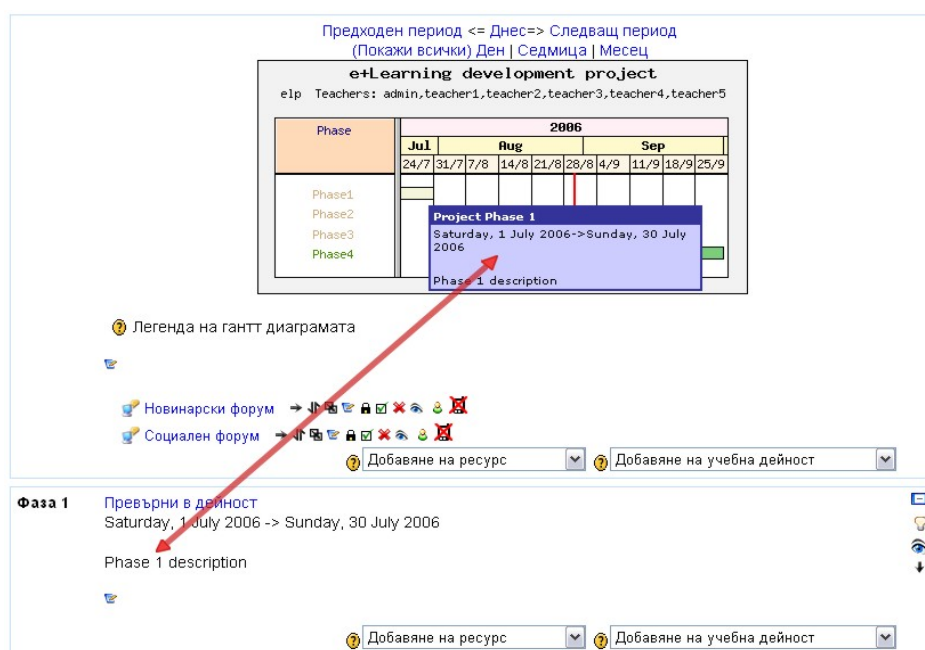 Предходен период <= Днес=> Следващ период
(Покажи всички) Ден | Седмица | Месец
e+Learning development project
elp Teachers: admin,teacher1,teacher2,teacher3,teacher4,teacher5
Phase
2006
Jul Aug Sep
24/7 31/7 7/8 14/8 21/8 28/8 4/9 11/9 18/9 25/9
Phase1
Phase2
Phase3
Phase4
Project Phase 1
Saturday, 1 July 2006->Sunday, 30 July
2006
Phase 1 description
Легенда на гантт диаграмата
Новинарски форум
Социален форум
Добавяне на ресурс Добавяне на учебна дейност
Фаза 1 Превърни в дейност
Saturday, 1 July 2006 -> Sunday, 30 July 2006
Phase 1 description
Добавяне на ресурс Добавяне на учебна дейност